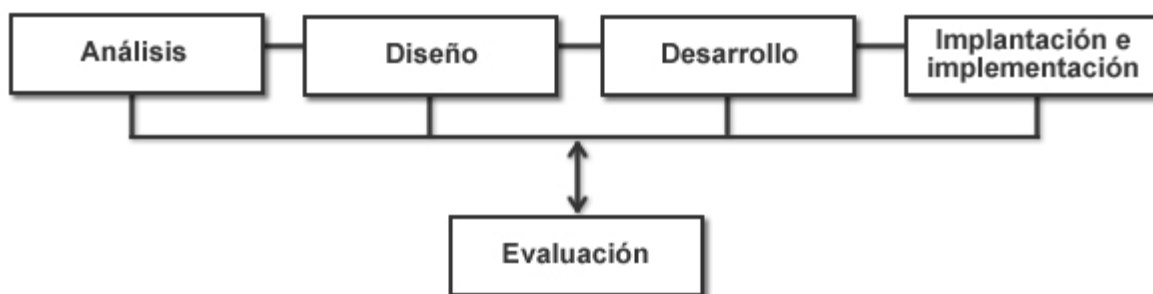 Análisis
Diseño
Desarrollo
Implantación e
implementación
Evaluación